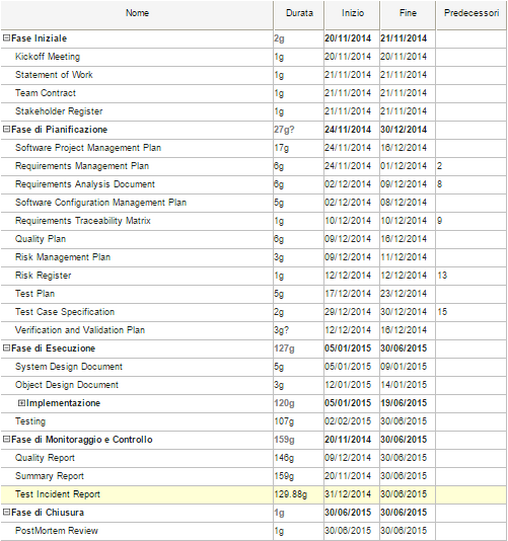 Nome Durata Inizio Fine Predecessori
Fase Iniziale 2g 20/11/2014 21/11/2014
Kickoff Meeting 1g 20/11/2014 20/11/2014
Statement of Work 1g 21/11/2014 21/11/2014
Team Contract 1g 21/11/2014 21/11/2014
Stakeholder Register 1g 21/11/2014 21/11/2014
Fase di Pianificazione 27g? 24/11/2014 30/12/2014
Software Project Management Plan 17g 24/11/2014 16/12/2014
Requirements Management Plan 6g 24/11/2014 01/12/2014 2
Requirements Analysis Document 6g 02/12/2014 09/12/2014 8
Software Configuration Management Plan 5g 02/12/2014 08/12/2014
Requirements Traceability Matrix 1g 10/12/2014 10/12/2014 9
Quality Plan 6g 09/12/2014 16/12/2014
Risk Management Plan 3g 09/12/2014 11/12/2014
Risk Register 1g 12/12/2014 12/12/2014 13
Test Plan 5g 17/12/2014 23/12/2014
Test Case Specification 2g 29/12/2014 30/12/2014 15
Verification and Validation Plan 3g? 12/12/2014 16/12/2014
Fase di Esecuzione 127g 05/01/2015 30/06/2015
System Design Document 5g 05/01/2015 09/01/2015
Object Design Document 3g 12/01/2015 14/01/2015
Implementazione 120g 05/01/2015 19/06/2015
Testing 107g 02/02/2015 30/06/2015
Fase di Monitoraggio e Controllo 159g 20/11/2014 30/06/2015
Quality Report 146g 09/12/2014 30/06/2015
Summary Report 159g 20/11/2014 30/06/2015
Test Incident Report 129.88g 31/12/2014 30/06/2015
Fase di Chiusura 1g 30/06/2015 30/06/2015
PostMortem Review 1g 30/06/2015 30/06/2015